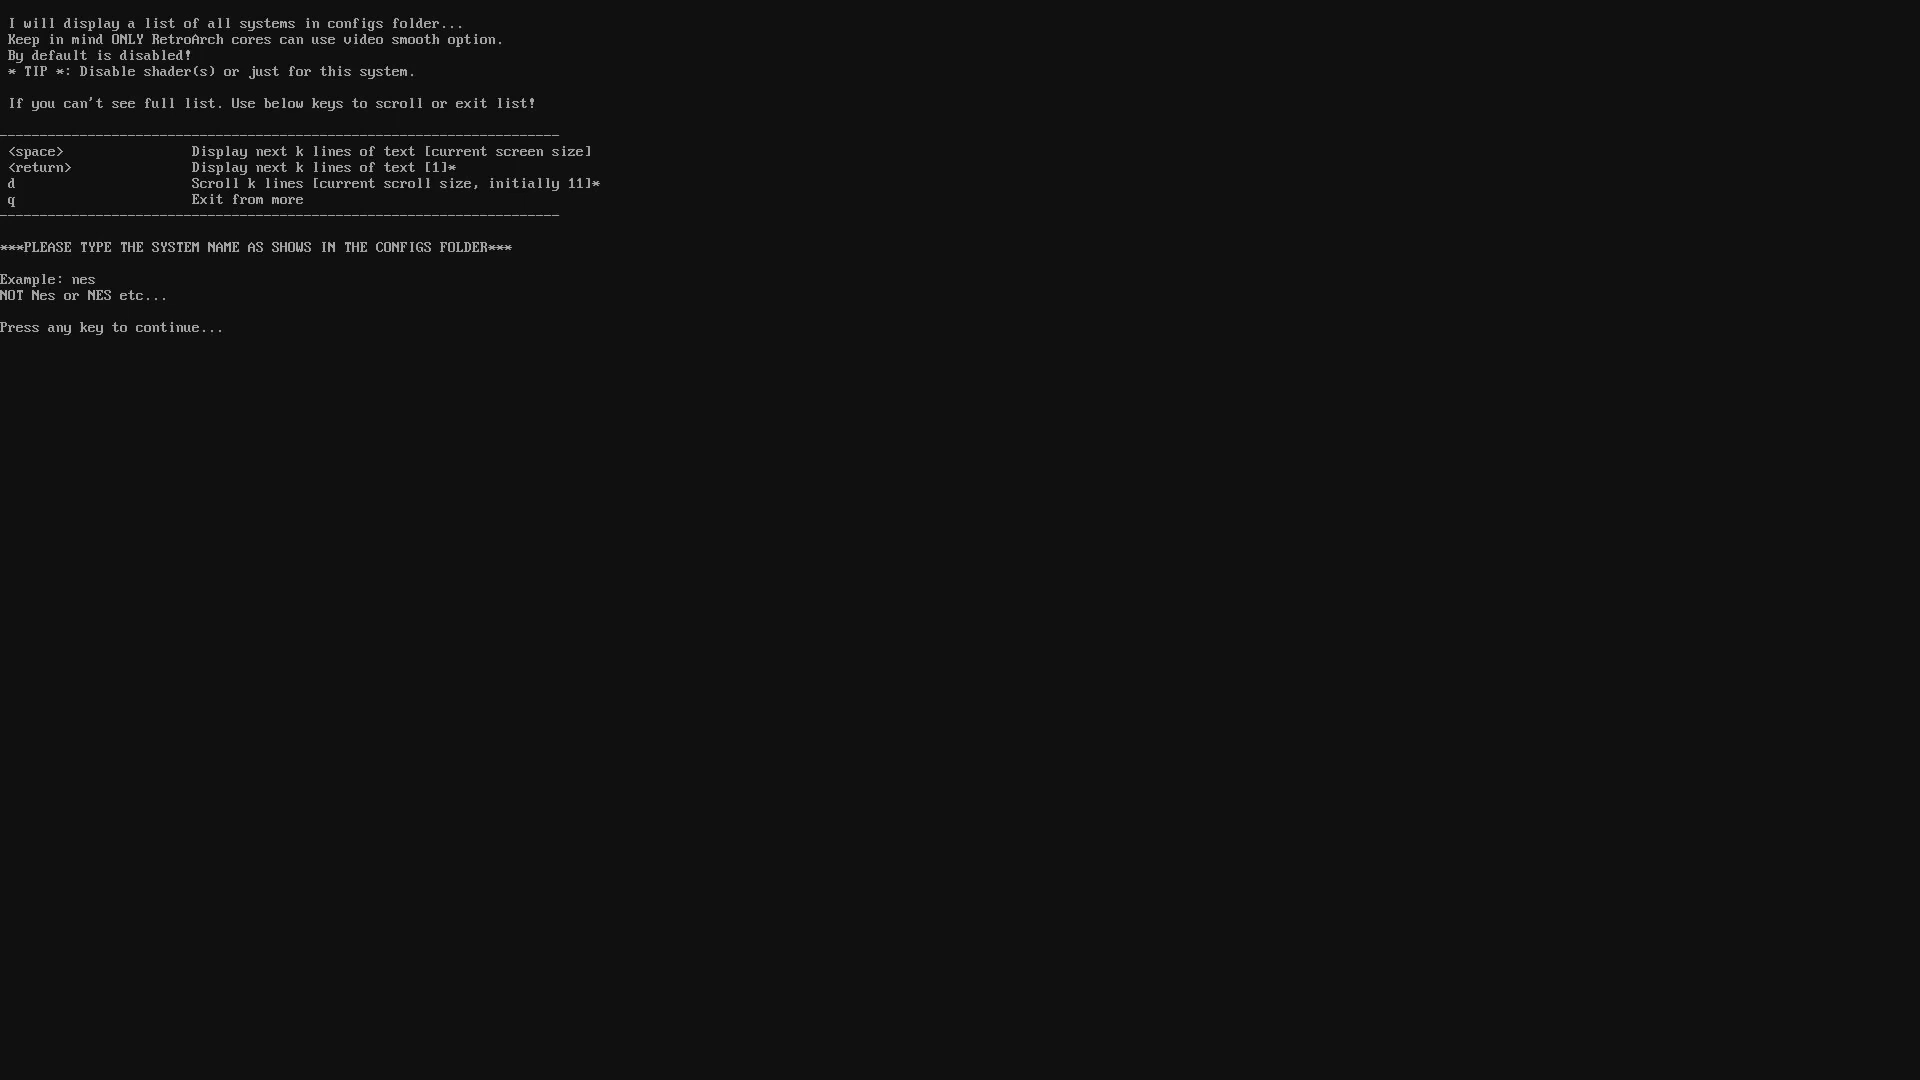 I will display a list of all systems in configs folder...
Keep in mind ONLY RetroArch cores can use video smooth option.
By default is disabled!
* TIP *: Disable shader(s) or just for this system.
If you can't see full list. Use below keys to scroll or exit list!
----------------------------------------------------------------------
<space>                Display next k lines of text [current screen size]
<return>               Display next k lines of text [1]*
d                      Scroll k lines [current scroll size, initially 11]*
q                      Exit from more
----------------------------------------------------------------------
***PLEASE TYPE THE SYSTEM NAME AS SHOWS IN THE CONFIGS FOLDER***
Example: nes
NOT Nes or NES etc...
Press any key to continue...